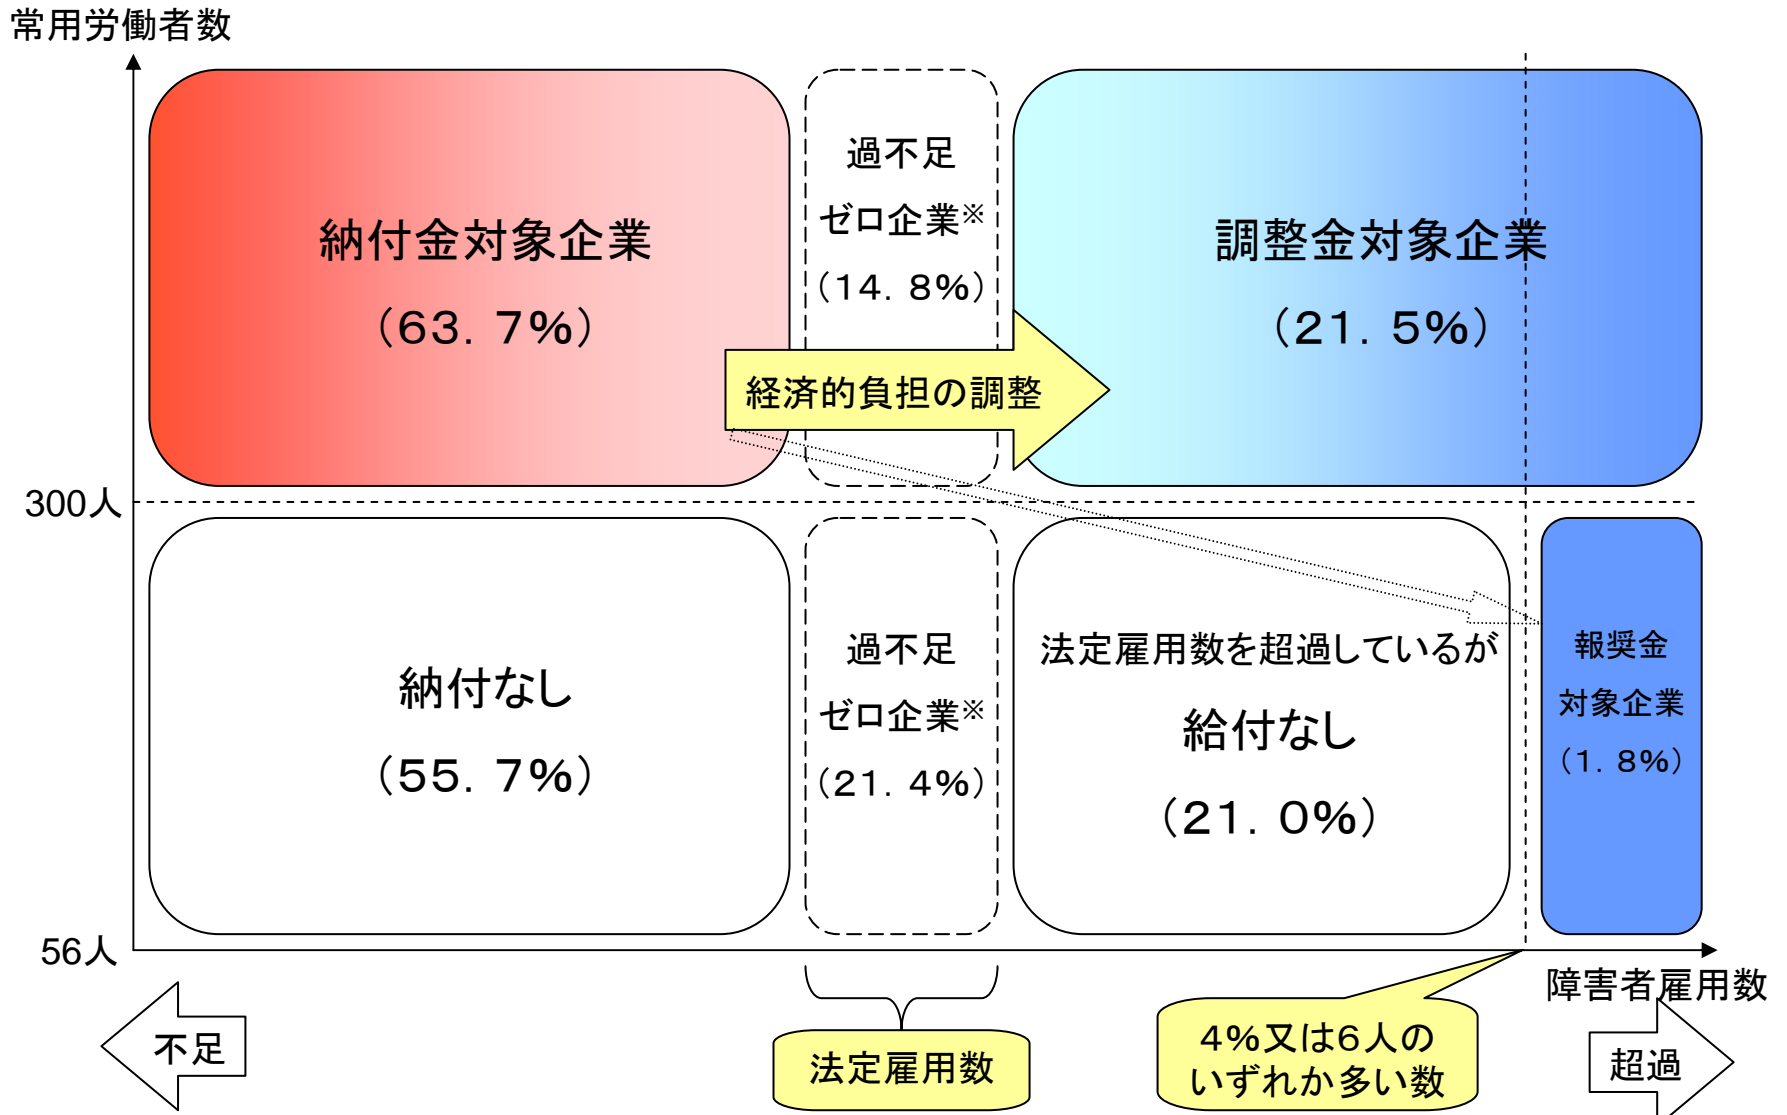 常用労働者数
納付金対象企業
（63．7％）
過不足
ゼロ企業※
（14．8％）
調整金対象企業
（21．5％）
経済的負担の調整
300人
納付なし
（55．7％）
過不足
ゼロ企業※
（21．4％）
法定雇用数を超過しているが
給付なし
（21．0％）
報奨金
対象企業
（1．8％）
56人
障害者雇用数
不足
法定雇用数
4％又は6人の
いずれか多い数
超過